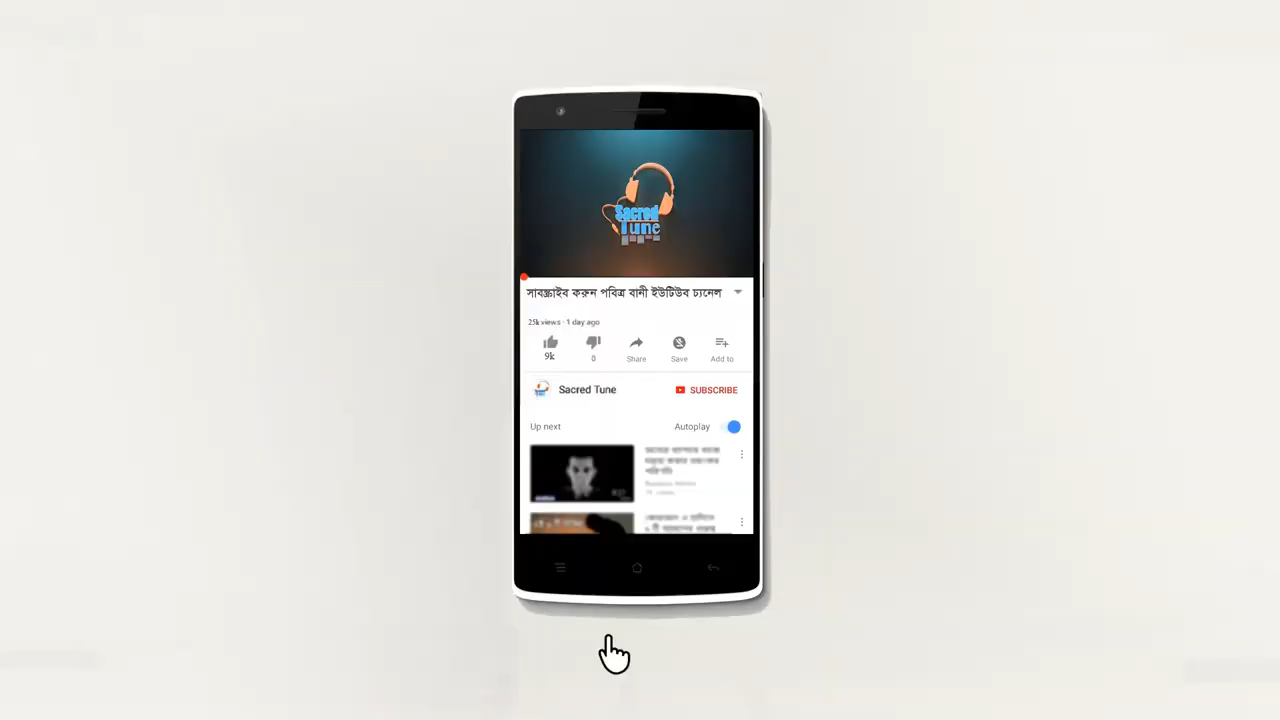 Sacred
Tune
সাবস্ক্রাইব করুন পবিত্র বানী ইউটিউব চ্যানেল
25k views · 1 day ago
9k
0
Share
Save
Add to
Sacred Tune
SUBSCRIBE
Up next
Autoplay